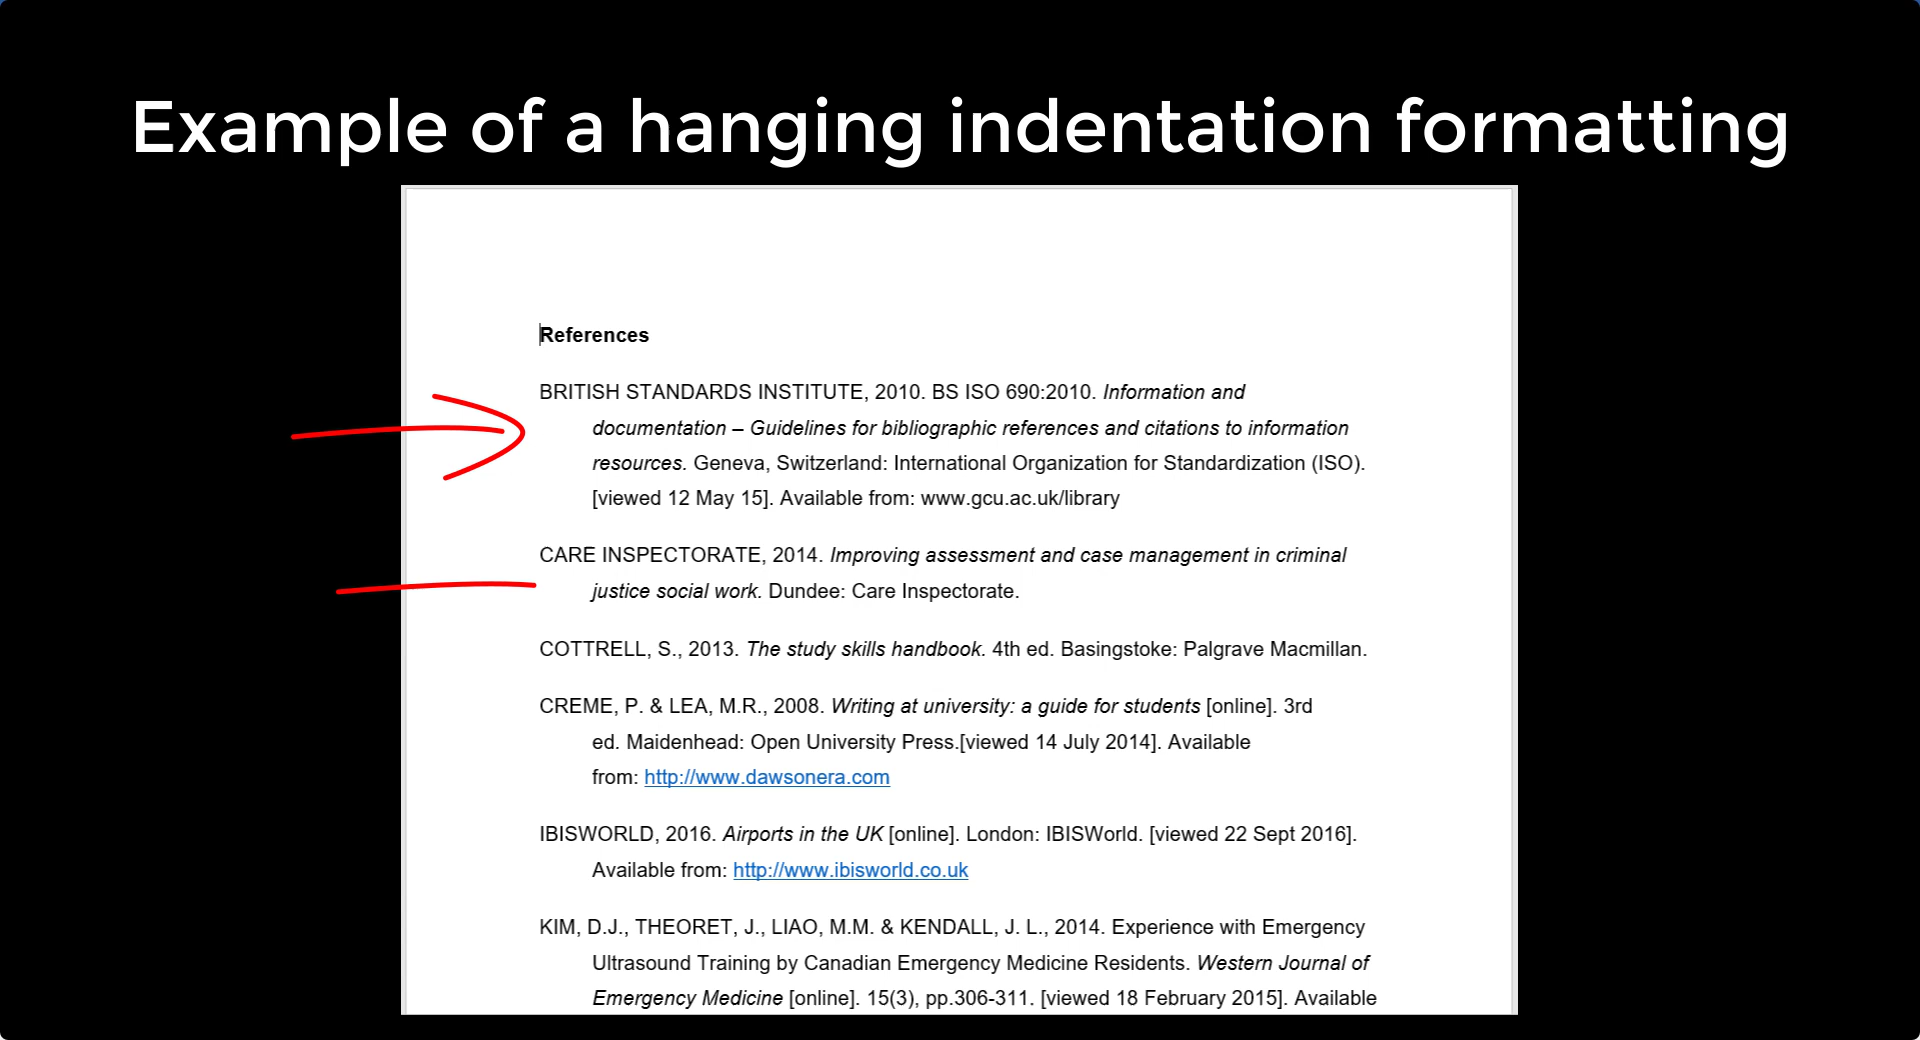 Example of a hanging indentation formatting
References
BRITISH STANDARDS INSTITUTE, 2010. BS ISO 690:2010. Information and
documentation – Guidelines for bibliographic references and citations to information
resources. Geneva, Switzerland: International Organization for Standardization (ISO).
[viewed 12 May 15]. Available from: www.gcu.ac.uk/library
CARE INSPECTORATE, 2014. Improving assessment and case management in criminal
justice social work. Dundee: Care Inspectorate.
COTTRELL, S., 2013. The study skills handbook. 4th ed. Basingstoke: Palgrave Macmillan.
CREME, P. & LEA, M.R., 2008. Writing at university: a guide for students [online]. 3rd
ed. Maidenhead: Open University Press.[viewed 14 July 2014]. Available
from: http://www.dawsonera.com
IBISWORLD, 2016. Airports in the UK [online]. London: IBISWorld. [viewed 22 Sept 2016].
Available from: http://www.ibisworld.co.uk
KIM, D.J., THEORET, J., LIAO, M.M. & KENDALL, J. L., 2014. Experience with Emergency
Ultrasound Training by Canadian Emergency Medicine Residents. Western Journal of
Emergency Medicine [online]. 15(3), pp.306-311. [viewed 18 February 2015]. Available